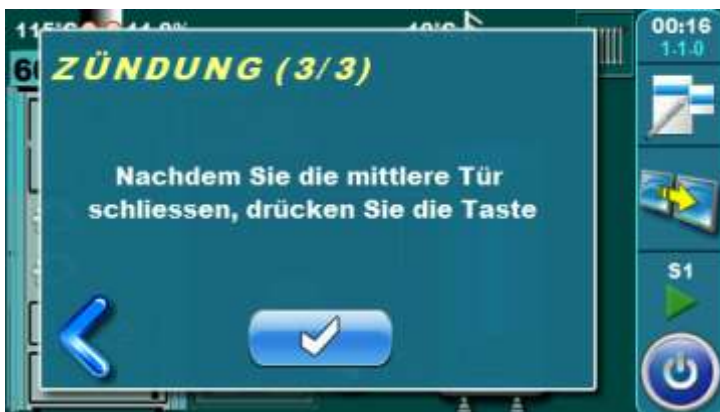 ZÜNDUNG (3/3)
Nachdem Sie die mittlere Tür
schliessen, drücken Sie die Taste
00:16
1-1-0
S1